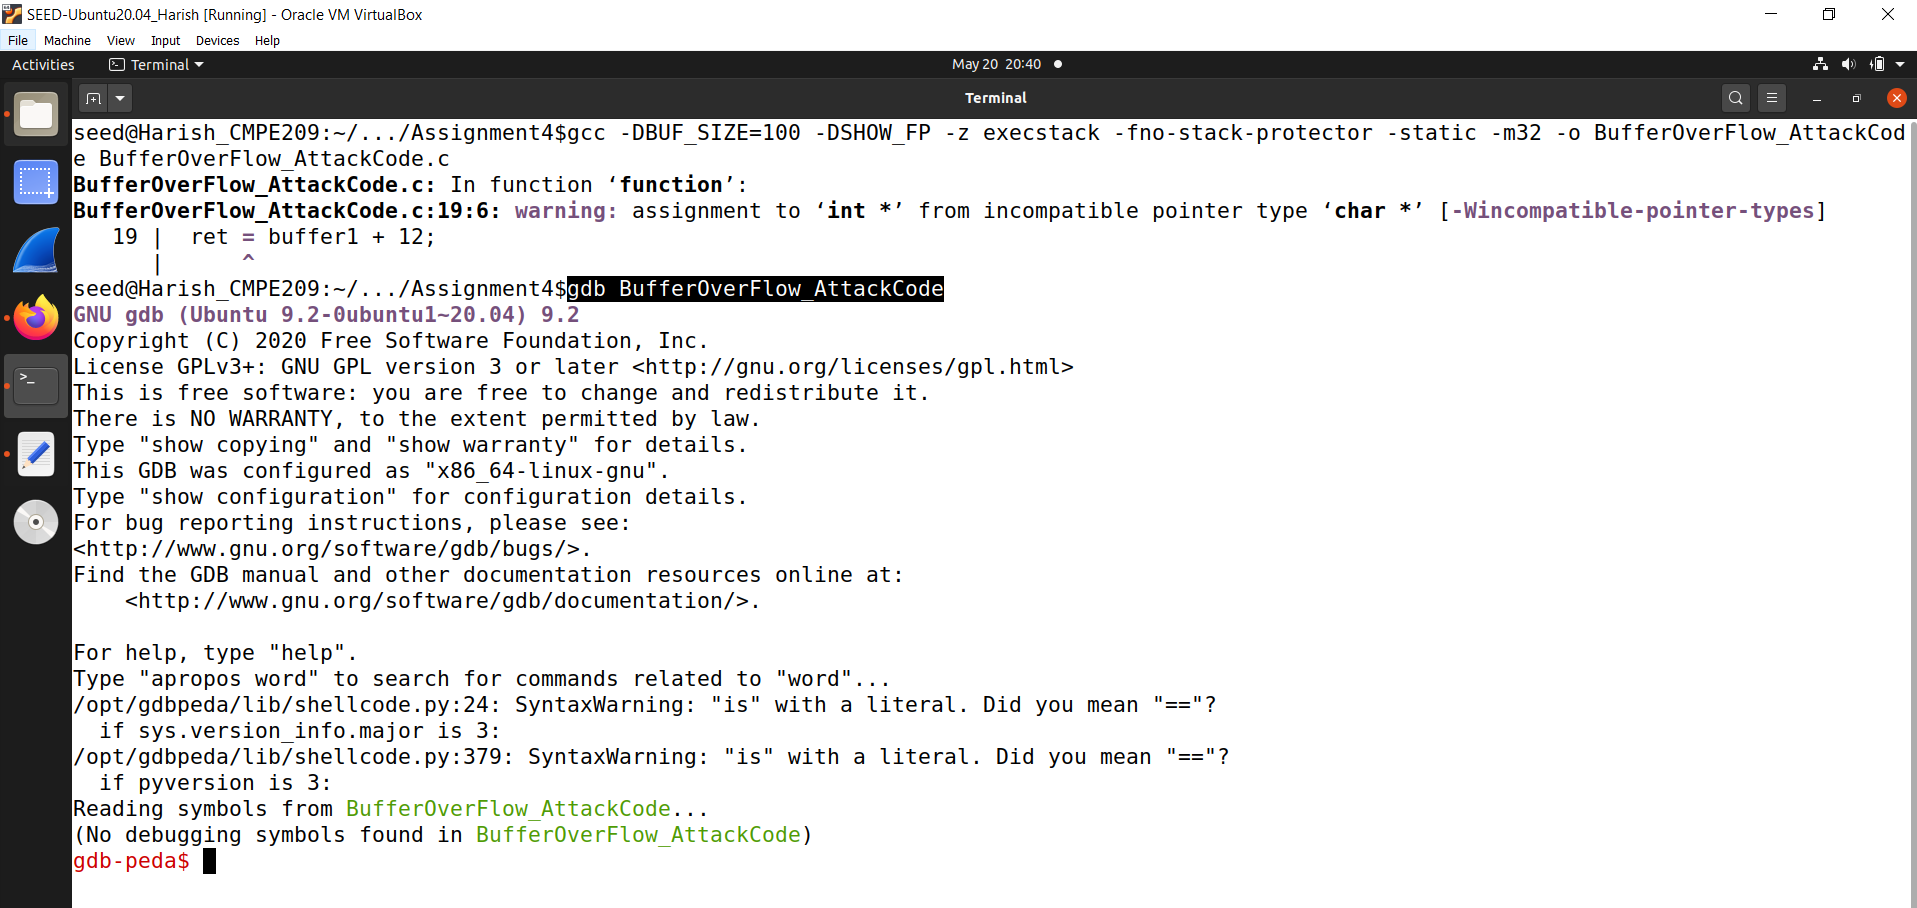 SEED-Ubuntu20.04_Harish [Running] - Oracle VM VirtualBox
File Machine View Input Devices Help
Activities Terminal May 20 20:40
Terminal
seed@Harish_CMPE209:~/.../Assignment4$gcc -DBUF_SIZE=100 -DSHOW_FP -z execstack -fno-stack-protector -static -m32 -o BufferOverFlow_AttackCod
e BufferOverFlow_AttackCode.c
BufferOverFlow_AttackCode.c: In function ‘function’:
BufferOverFlow_AttackCode.c:19:6: warning: assignment to ‘int *’ from incompatible pointer type ‘char *’ [-Wincompatible-pointer-types]
   19 |  ret = buffer1 + 12;
      |      ^
seed@Harish_CMPE209:~/.../Assignment4$gdb BufferOverFlow_AttackCode
GNU gdb (Ubuntu 9.2-0ubuntu1~20.04) 9.2
Copyright (C) 2020 Free Software Foundation, Inc.
License GPLv3+: GNU GPL version 3 or later <http://gnu.org/licenses/gpl.html>
This is free software: you are free to change and redistribute it.
There is NO WARRANTY, to the extent permitted by law.
Type "show copying" and "show warranty" for details.
This GDB was configured as "x86_64-linux-gnu".
Type "show configuration" for configuration details.
For bug reporting instructions, please see:
<http://www.gnu.org/software/gdb/bugs/>.
Find the GDB manual and other documentation resources online at:
    <http://www.gnu.org/software/gdb/documentation/>.

For help, type "help".
Type "apropos word" to search for commands related to "word"...
/opt/gdbpeda/lib/shellcode.py:24: SyntaxWarning: "is" with a literal. Did you mean "=="?
  if sys.version_info.major is 3:
/opt/gdbpeda/lib/shellcode.py:379: SyntaxWarning: "is" with a literal. Did you mean "=="?
  if pyversion is 3:
Reading symbols from BufferOverFlow_AttackCode...
(No debugging symbols found in BufferOverFlow_AttackCode)
gdb-peda$